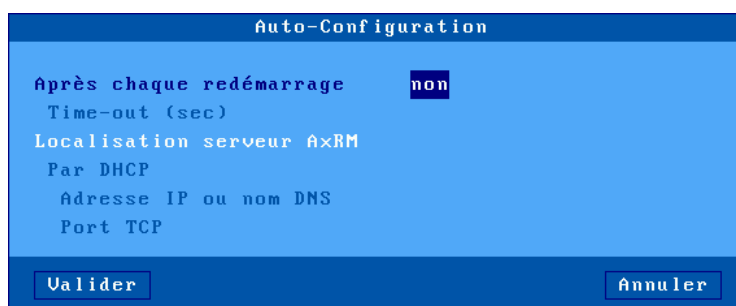 Auto-Configuration
Après chaque redémarrage non
Time-out (sec)
Localisation serveur AxRM
Par DHCP
Adresse IP ou nom DNS
Port TCP
Valider Annuler